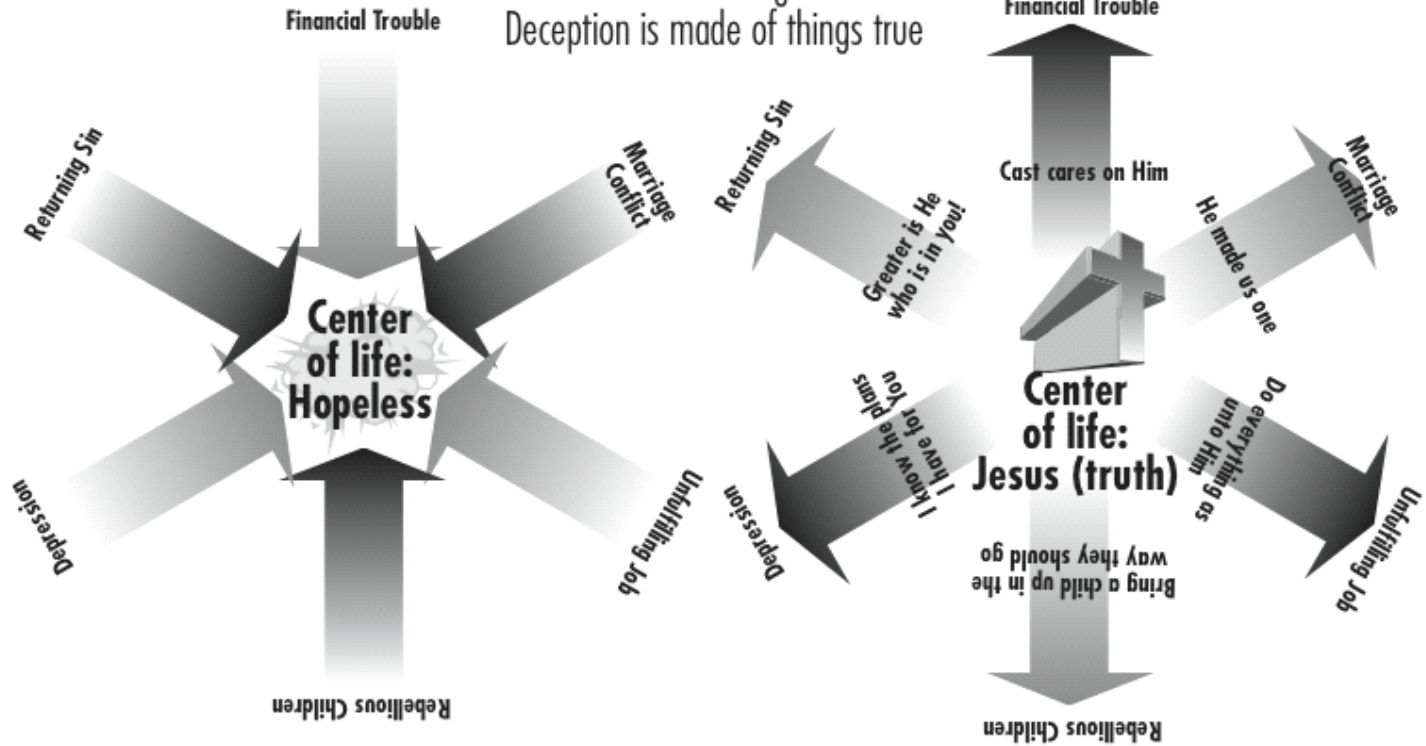 Deception is made of things true
Financial Trouble
Returning Sin
Marriage
Conflict
Center
of life:
Hopeless
Depression
Unfulfilling Job
Rebellious Children
Financial Trouble
Cast cares on Him
Returning Sin
Greater is He
who is in you!
Marriage
Conflict
He made us one
Center
of life:
Jesus (truth)
I know the plans
I have for You
Depression
Do everything as
unto Him
Unfulfilling Job
Bring a child up in the
way they should go
Rebellious Children